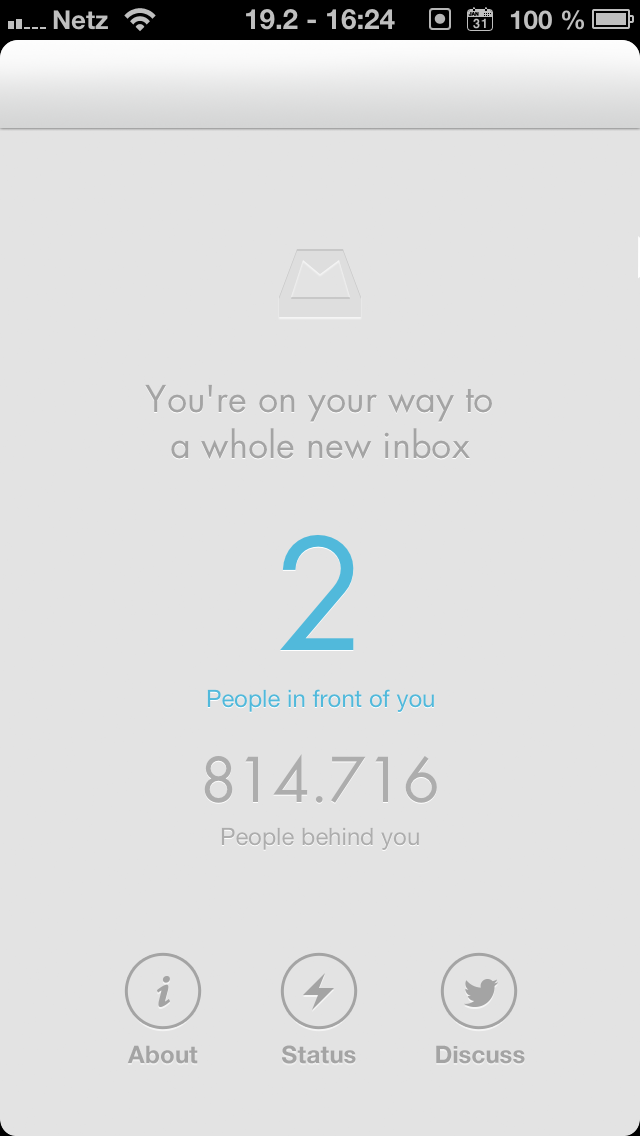 Netz 19.2 - 16:24 JAN 31 100 %
You're on your way to
a whole new inbox
2
People in front of you
814.716
People behind you
i
About Status Discuss